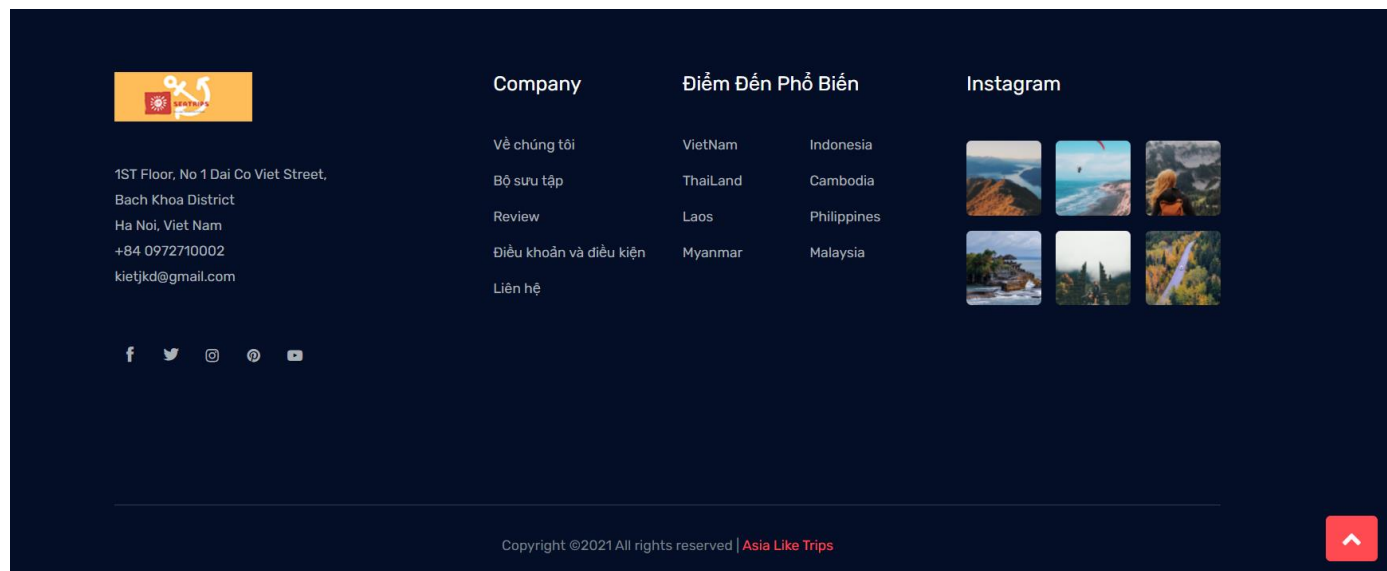 SEATRIPS
1ST Floor, No 1 Dai Co Viet Street,
Bach Khoa District
Ha Noi, Viet Nam
+84 0972710002
kietjkd@gmail.com
Company
Về chúng tôi
Bộ sưu tập
Review
Điều khoản và điều kiện
Liên hệ
Điểm Đến Phổ Biến
VietNam
ThaiLand
Laos
Myanmar
Indonesia
Cambodia
Philippines
Malaysia
Instagram
Copyright ©2021 All rights reserved | Asia Like Trips